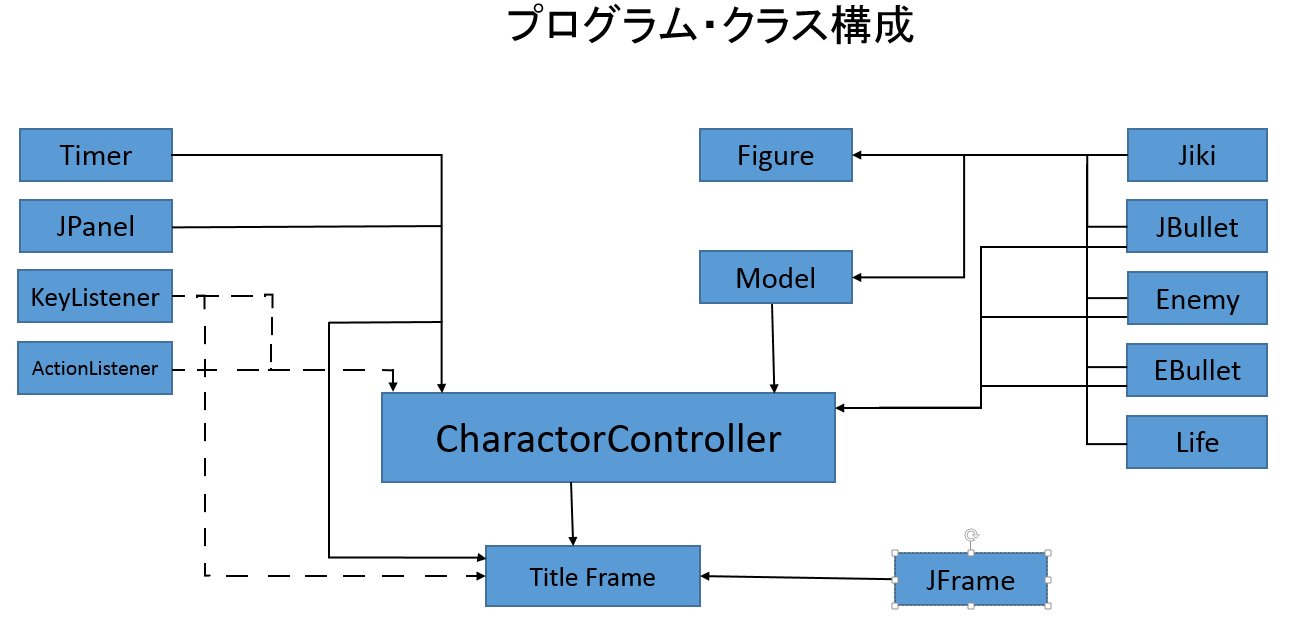 プログラム・クラス構成
Timer
JPanel
KeyListener
ActionListener
Figure
Model
Jiki
JBullet
Enemy
EBullet
Life
CharactorController
Title Frame
JFrame